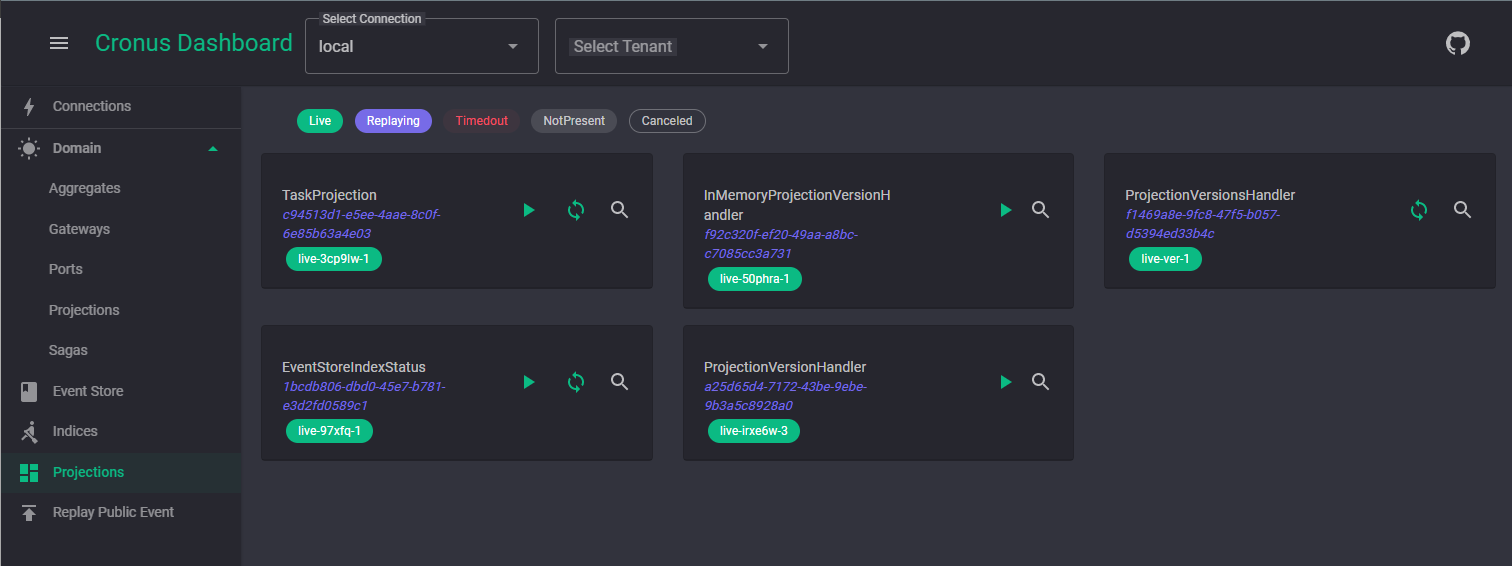 Cronus Dashboard
Select Connection
local
Select Tenant
Connections
Domain
Aggregates
Gateways
Ports
Projections
Sagas
Event Store
Indices
Projections
Replay Public Event
Live
Replaying
Timedout
NotPresent
Canceled
TaskProjection
c94513d1-e5ee-4aae-8c0f-
6e85b63a4e03
live-3cp9lw-1
InMemoryProjectionVersionH
andler
f92c320f-ef20-49aa-a8bc-
c7085cc3a731
live-50phra-1
ProjectionVersionsHandler
f1469a8e-9fc8-47f5-b057-
d5394ed33b4c
live-ver-1
EventStoreIndexStatus
1bcdb806-dbd0-45e7-b781-
e3d2fd0589c1
live-97xfq-1
ProjectionVersionHandler
a25d65d4-7172-43be-9ebe-
9b3a5c8928a0
live-irxe6w-3